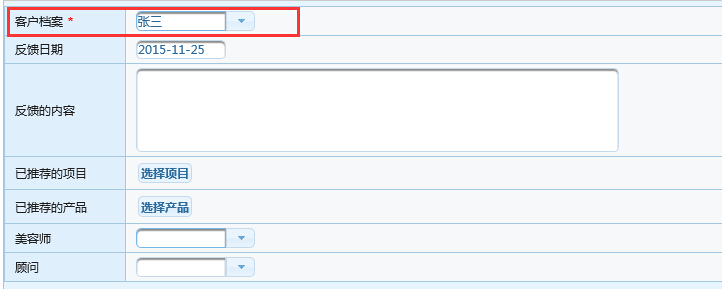 客户档案 * 张三
反馈日期 2015-11-25
反馈的内容
已推荐的项目 选择项目
已推荐的产品 选择产品
美容师
顾问